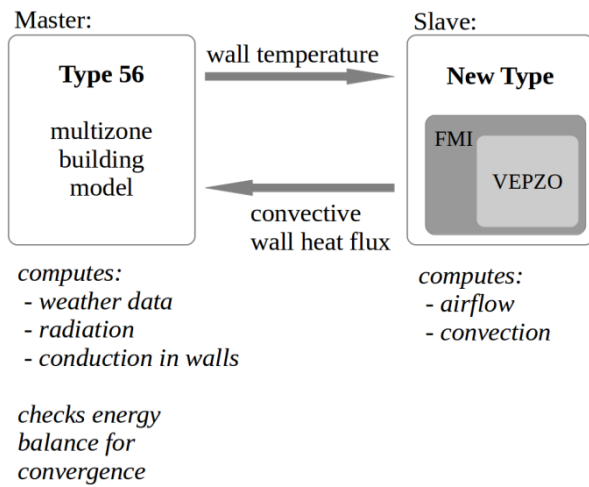 Master:
Type 56
multizone
building
model
wall temperature
convective
wall heat flux
Slave:
New Type
FMI
VEPZO
computes:
- weather data
- radiation
- conduction in walls
checks energy
balance for
convergence
computes:
- airflow
- convection